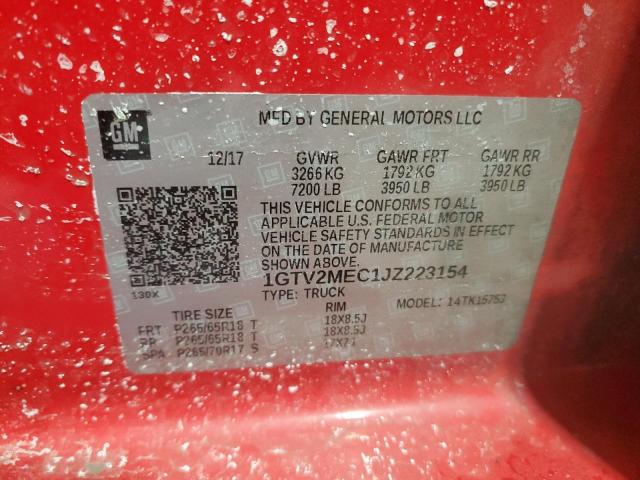 GM
MFD BY GENERAL MOTORS LLC
12/17 GVWR GAWR FRT GAWR RR
3266 KG 1792 KG 1792 KG
7200 LB 3950 LB 3950 LB
THIS VEHICLE CONFORMS TO ALL
APPLICABLE U.S. FEDERAL MOTOR
VEHICLE SAFETY STANDARDS IN EFFECT
ON THE DATE OF MANUFACTURE
SHOWN ABOVE.
130X
1GTV2MEC1JZ223154
TYPE: TRUCK MODEL: 14TK15753
TIRE SIZE RIM
FRT P265/65R18 T 18X8.5J
RR P265/65R18 T 18X8.5J
SPA P265/70R17 S 17X7J